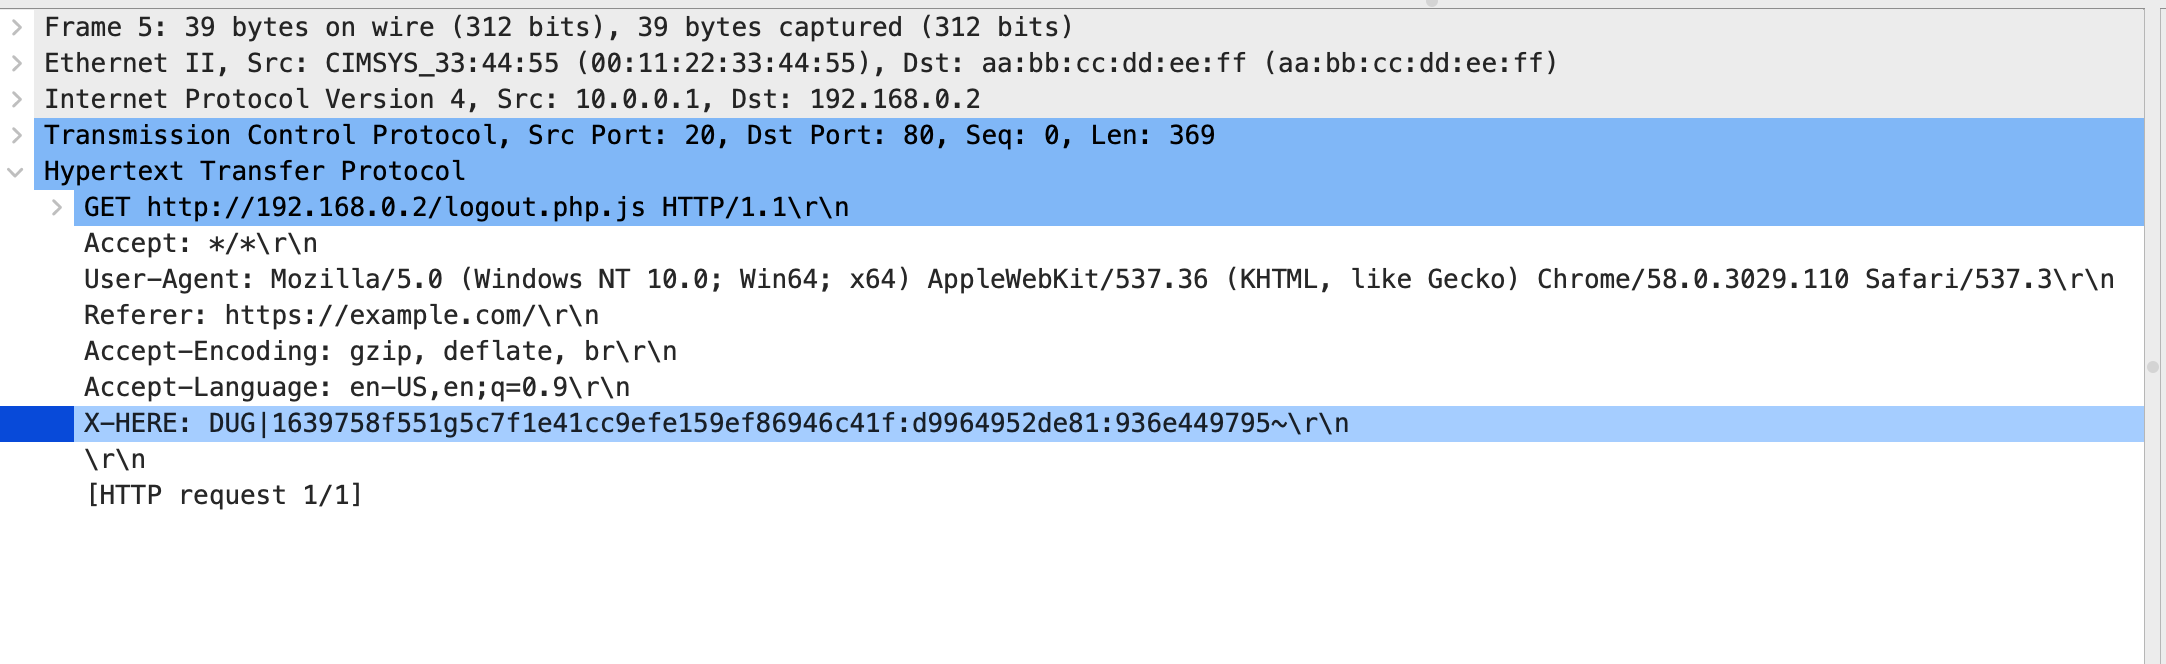 Frame 5: 39 bytes on wire (312 bits), 39 bytes captured (312 bits)
Ethernet II, Src: CIMSYS_33:44:55 (00:11:22:33:44:55), Dst: aa:bb:cc:dd:ee:ff (aa:bb:cc:dd:ee:ff)
Internet Protocol Version 4, Src: 10.0.0.1, Dst: 192.168.0.2
Transmission Control Protocol, Src Port: 20, Dst Port: 80, Seq: 0, Len: 369
Hypertext Transfer Protocol
GET http://192.168.0.2/logout.php.js HTTP/1.1\r\n
Accept: */*\r\n
User-Agent: Mozilla/5.0 (Windows NT 10.0; Win64; x64) AppleWebKit/537.36 (KHTML, like Gecko) Chrome/58.0.3029.110 Safari/537.3\r\n
Referer: https://example.com/\r\n
Accept-Encoding: gzip, deflate, br\r\n
Accept-Language: en-US,en;q=0.9\r\n
X-HERE: DUG|1639758f551g5c7f1e41cc9efe159ef86946c41f:d9964952de81:936e449795~\r\n
\r\n
[HTTP request 1/1]